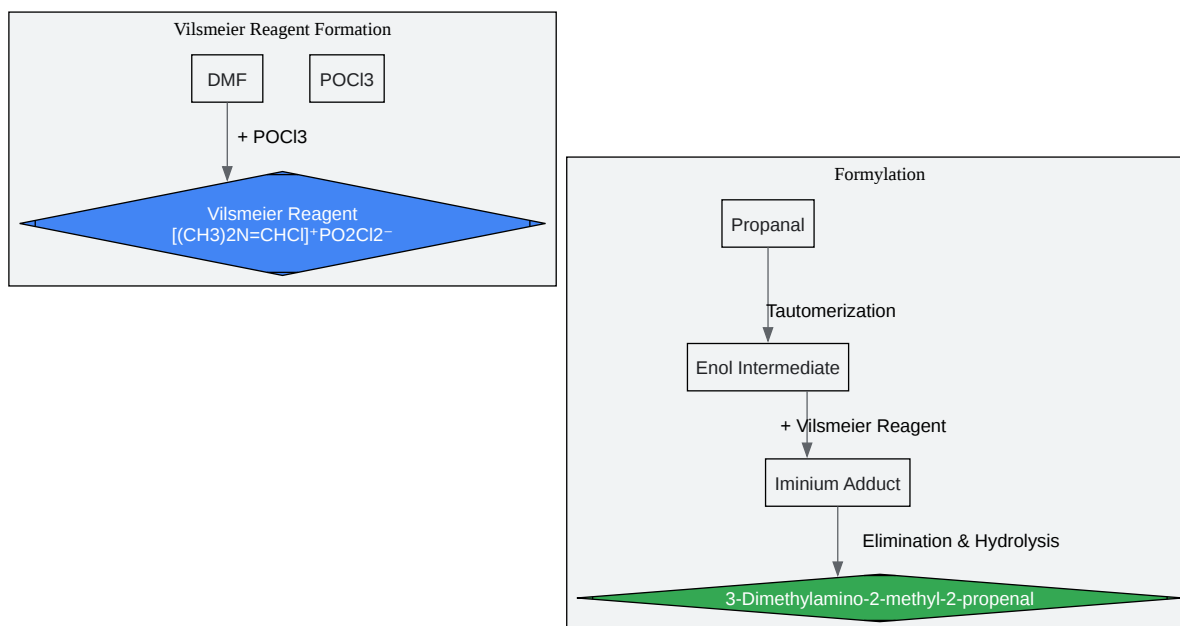 Vilsmeier Reagent Formation
DMF
POCl3
+ POCl3
Vilsmeier Reagent
[(CH3)2N=CHCl]⁺PO2Cl2⁻
Formylation
Propanal
Tautomerization
Enol Intermediate
+ Vilsmeier Reagent
Iminium Adduct
Elimination & Hydrolysis
3-Dimethylamino-2-methyl-2-propenal